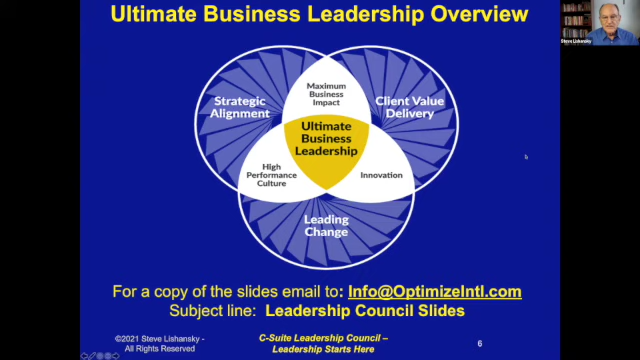 Ultimate Business Leadership Overview
Steve Lishansky
Maximum
Business
Impact
Strategic
Alignment
Client Value
Delivery
Ultimate
Business
Leadership
High
Performance
Culture
Innovation
Leading
Change
For a copy of the slides email to: Info@OptimizeIntl.com
Subject line: Leadership Council Slides
©2021 Steve Lishansky -
All Rights Reserved
C-Suite Leadership Council –
Leadership Starts Here
6